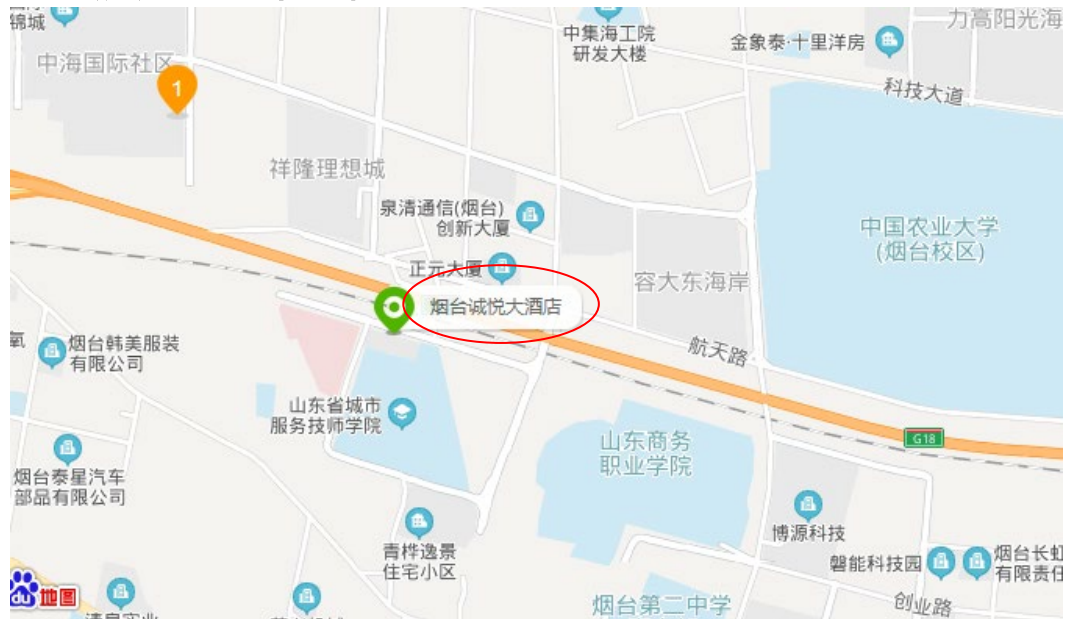 锦城
中海国际社区
1
中集海工院
研发大楼
金象泰·十里洋房
力高阳光海
科技大道
祥隆理想城
泉清通信(烟台)
创新大厦
中国农业大学
(烟台校区)
正元大厦
容大东海岸
烟台诚悦大酒店
航天路
氧
烟台韩美服装
有限公司
山东省城市
服务技师学院
G18
山东商务
职业学院
烟台泰星汽车
部品有限公司
博源科技
青桦逸景
住宅小区
磐能科技园
烟台长虹
有限责任
创业路
烟台第二中学
du 地图